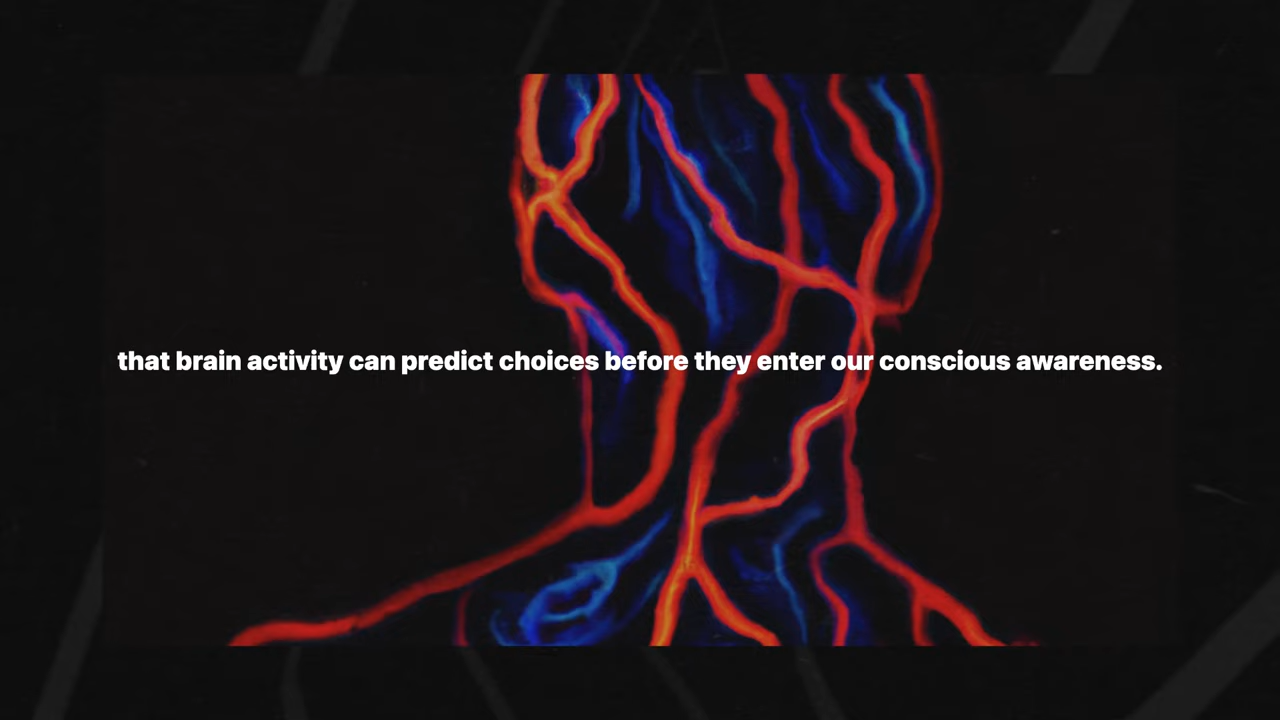 that brain activity can predict choices before they enter our conscious awareness.